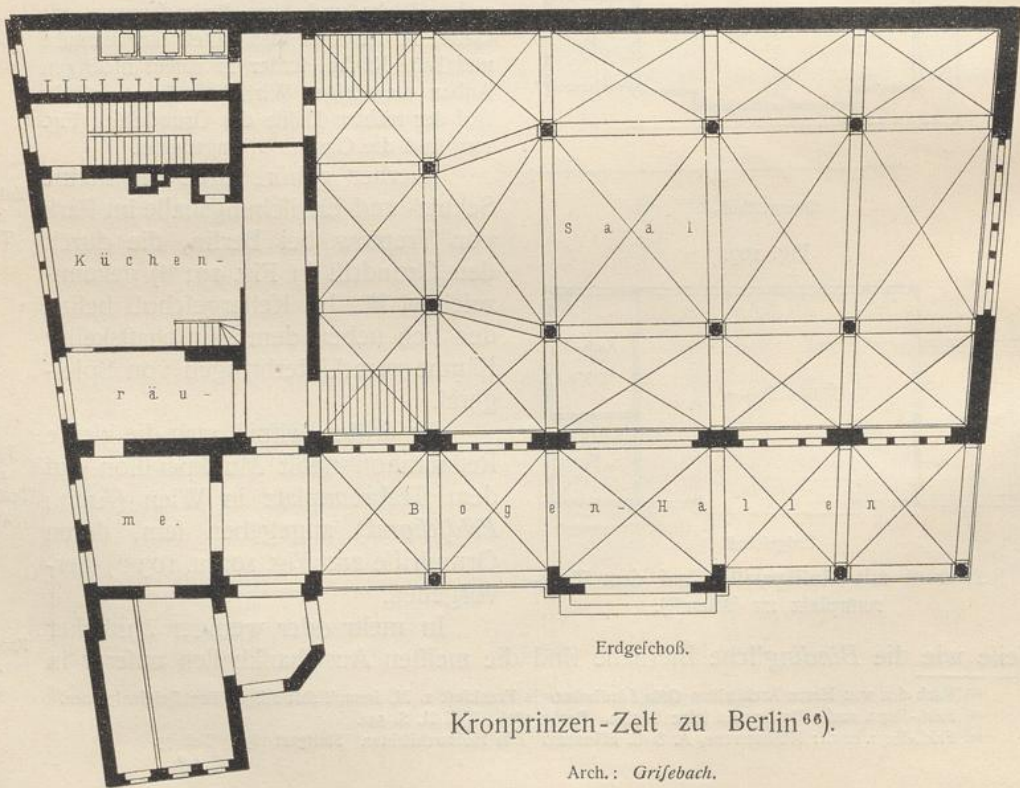 Küchen-
Saal
räu-
me.
Bogen-Hallen
Erdgeſchoß.
Kronprinzen-Zelt zu Berlin ⁶⁶).
Arch.: Griſebach.